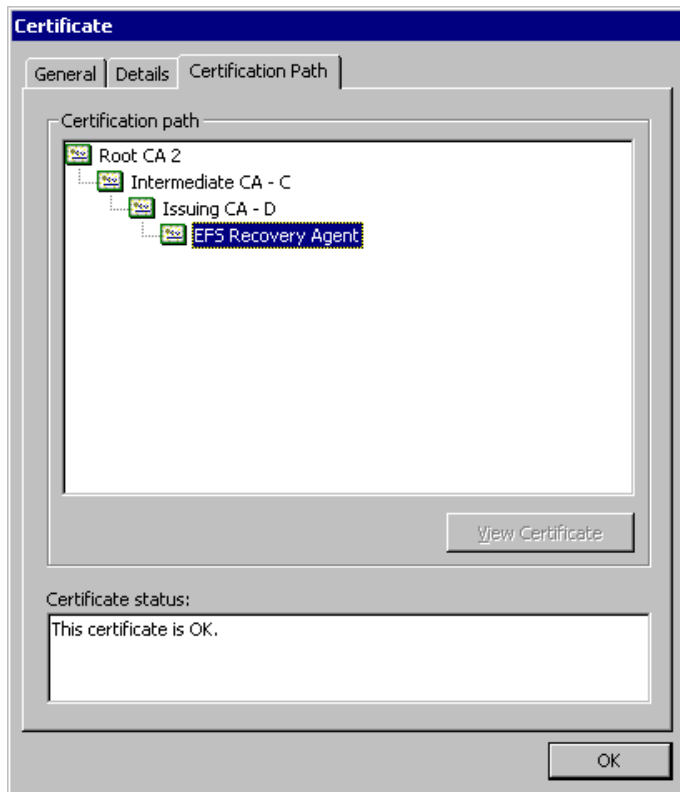 Certificate
General
Details
Certification Path
Certification path
Root CA 2
Intermediate CA - C
Issuing CA - D
EFS Recovery Agent
View Certificate
Certificate status:
This certificate is OK.
OK